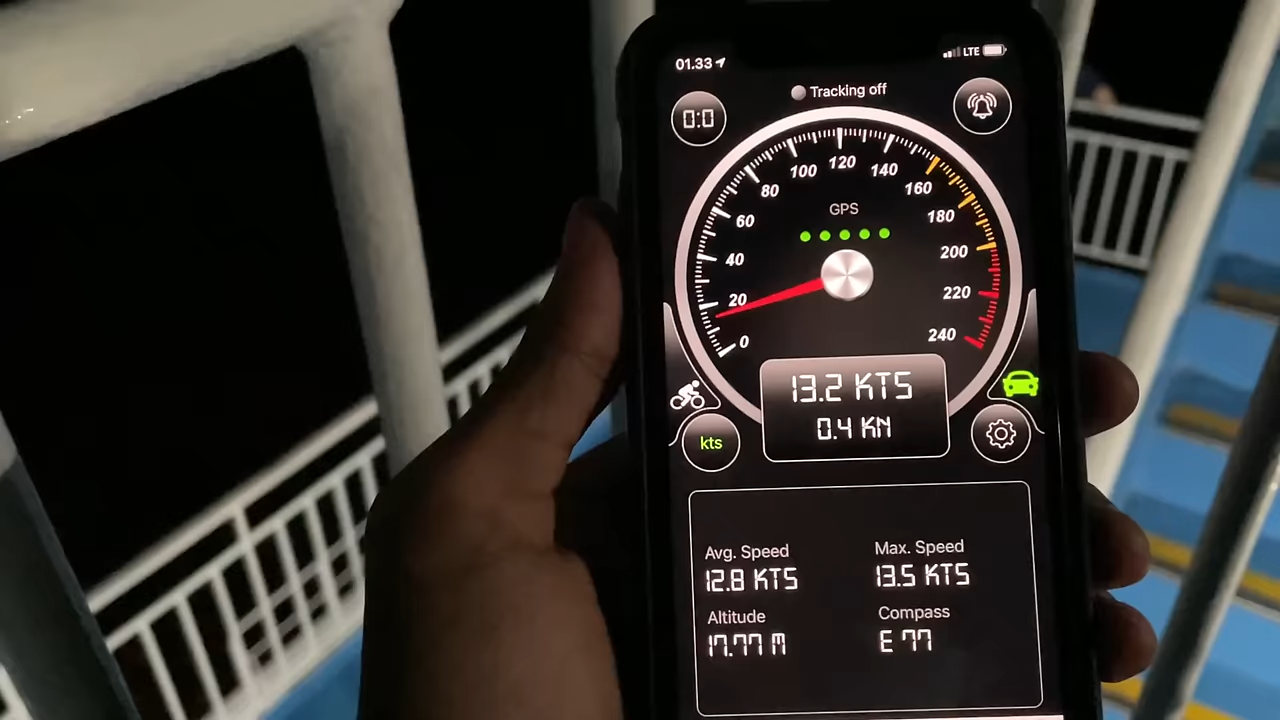 01.33 LTE
Tracking off
0:0
0 20 40 60 80 100 120 140 160 180 200 220 240
GPS
13.2 KTS
0.4 KN
kts
Avg. Speed Max. Speed
12.8 KTS 13.5 KTS
Altitude Compass
17.77 M E 77